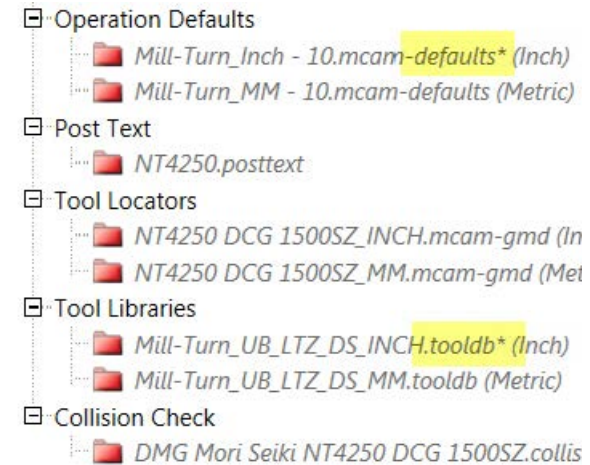 Operation Defaults
Mill-Turn_Inch - 10.mcam-defaults* (Inch)
Mill-Turn_MM - 10.mcam-defaults (Metric)
Post Text
NT4250.posttext
Tool Locators
NT4250 DCG 1500SZ_INCH.mcam-gmd (In
NT4250 DCG 1500SZ_MM.mcam-gmd (Met
Tool Libraries
Mill-Turn_UB_LTZ_DS_INCH.tooldb* (Inch)
Mill-Turn_UB_LTZ_DS_MM.tooldb (Metric)
Collision Check
DMG Mori Seiki NT4250 DCG 1500SZ.collis